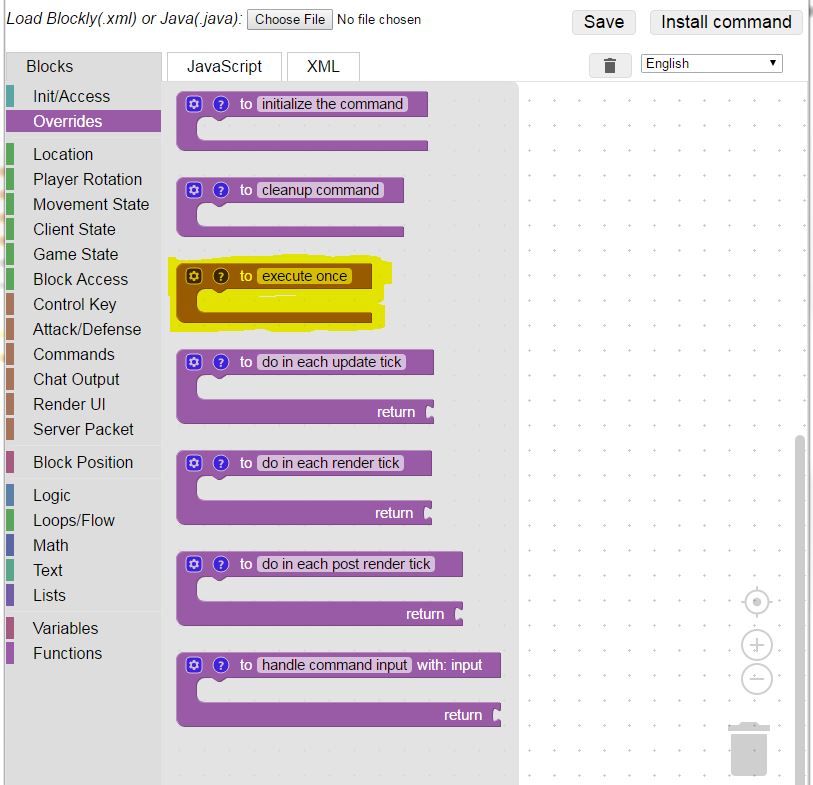 Load Blockly(.xml) or Java(.java): Choose File No file chosen
Save Install command
Blocks JavaScript XML English
Init/Access
Overrides
Location
Player Rotation
Movement State
Client State
Game State
Block Access
Control Key
Attack/Defense
Commands
Chat Output
Render UI
Server Packet
Block Position
Logic
Loops/Flow
Math
Text
Lists
Variables
Functions
? to initialize the command
? to cleanup command
? to execute once
? to do in each update tick
return
? to do in each render tick
return
? to do in each post render tick
return
? to handle command input with: input
return